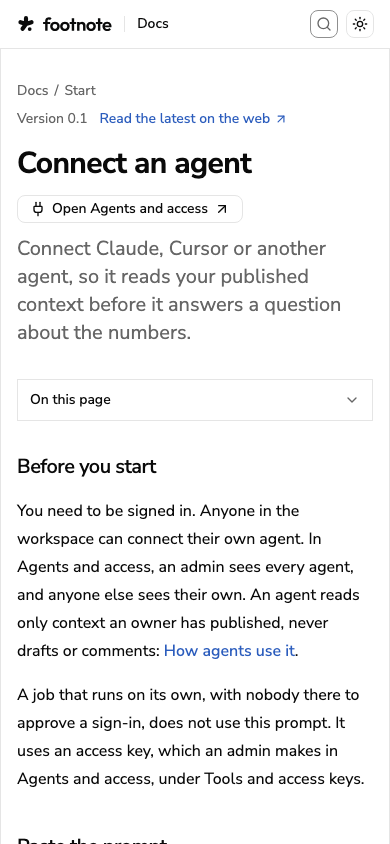 footnote
Docs
Docs / Start
Version 0.1 Read the latest on the web
Connect an agent
Open Agents and access
Connect Claude, Cursor or another
agent, so it reads your published
context before it answers a question
about the numbers.
On this page
Before you start
You need to be signed in. Anyone in the
workspace can connect their own agent. In
Agents and access, an admin sees every agent,
and anyone else sees their own. An agent reads
only context an owner has published, never
drafts or comments: How agents use it.
A job that runs on its own, with nobody there to
approve a sign-in, does not use this prompt. It
uses an access key, which an admin makes in
Agents and access, under Tools and access keys.
Paste the prompt